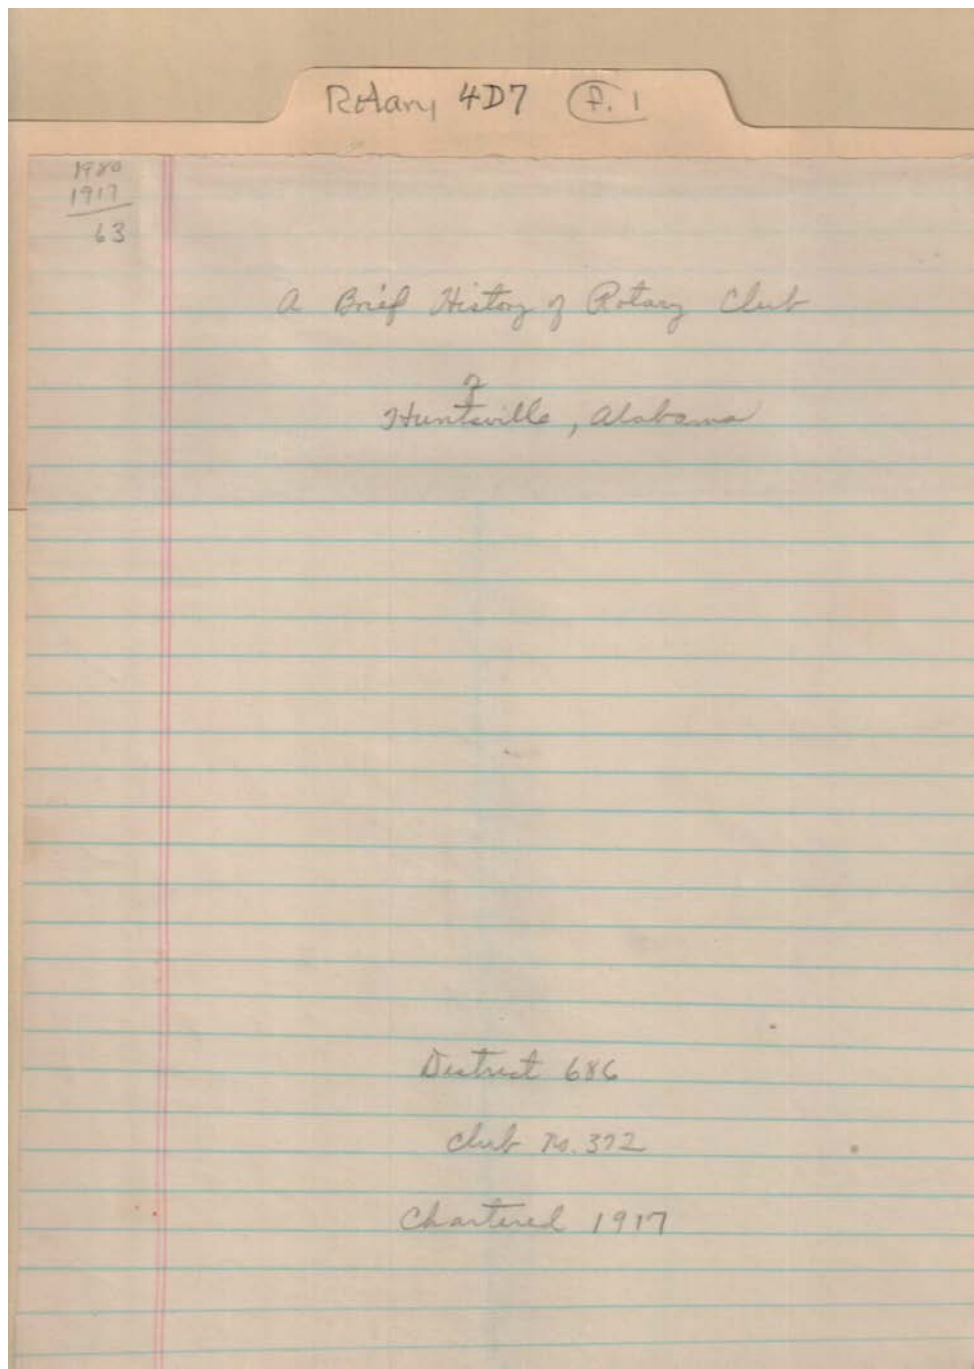 Rotary 4D7 f. 1
1980
1917
63
A Brief History of Rotary Club
of
Huntsville, Alabama
District 686
Club No. 372
Chartered 1917